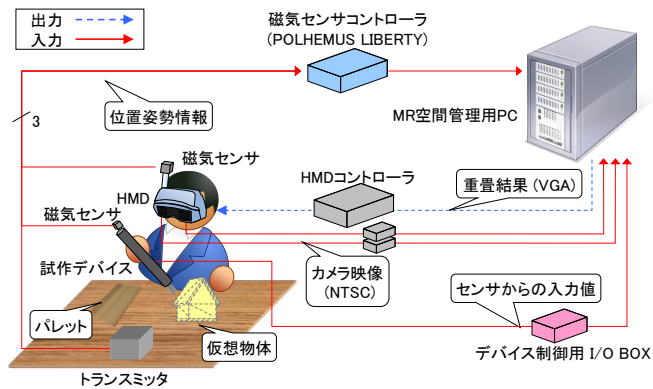 出力
入力
磁気センサコントローラ
(POLHEMUS LIBERTY)
3
位置姿勢情報
MR空間管理用PC
磁気センサ
HMD
HMDコントローラ
重畳結果 (VGA)
磁気センサ
試作デバイス
カメラ映像
(NTSC)
センサからの入力値
パレット
仮想物体
デバイス制御用 I/O BOX
トランスミッタ